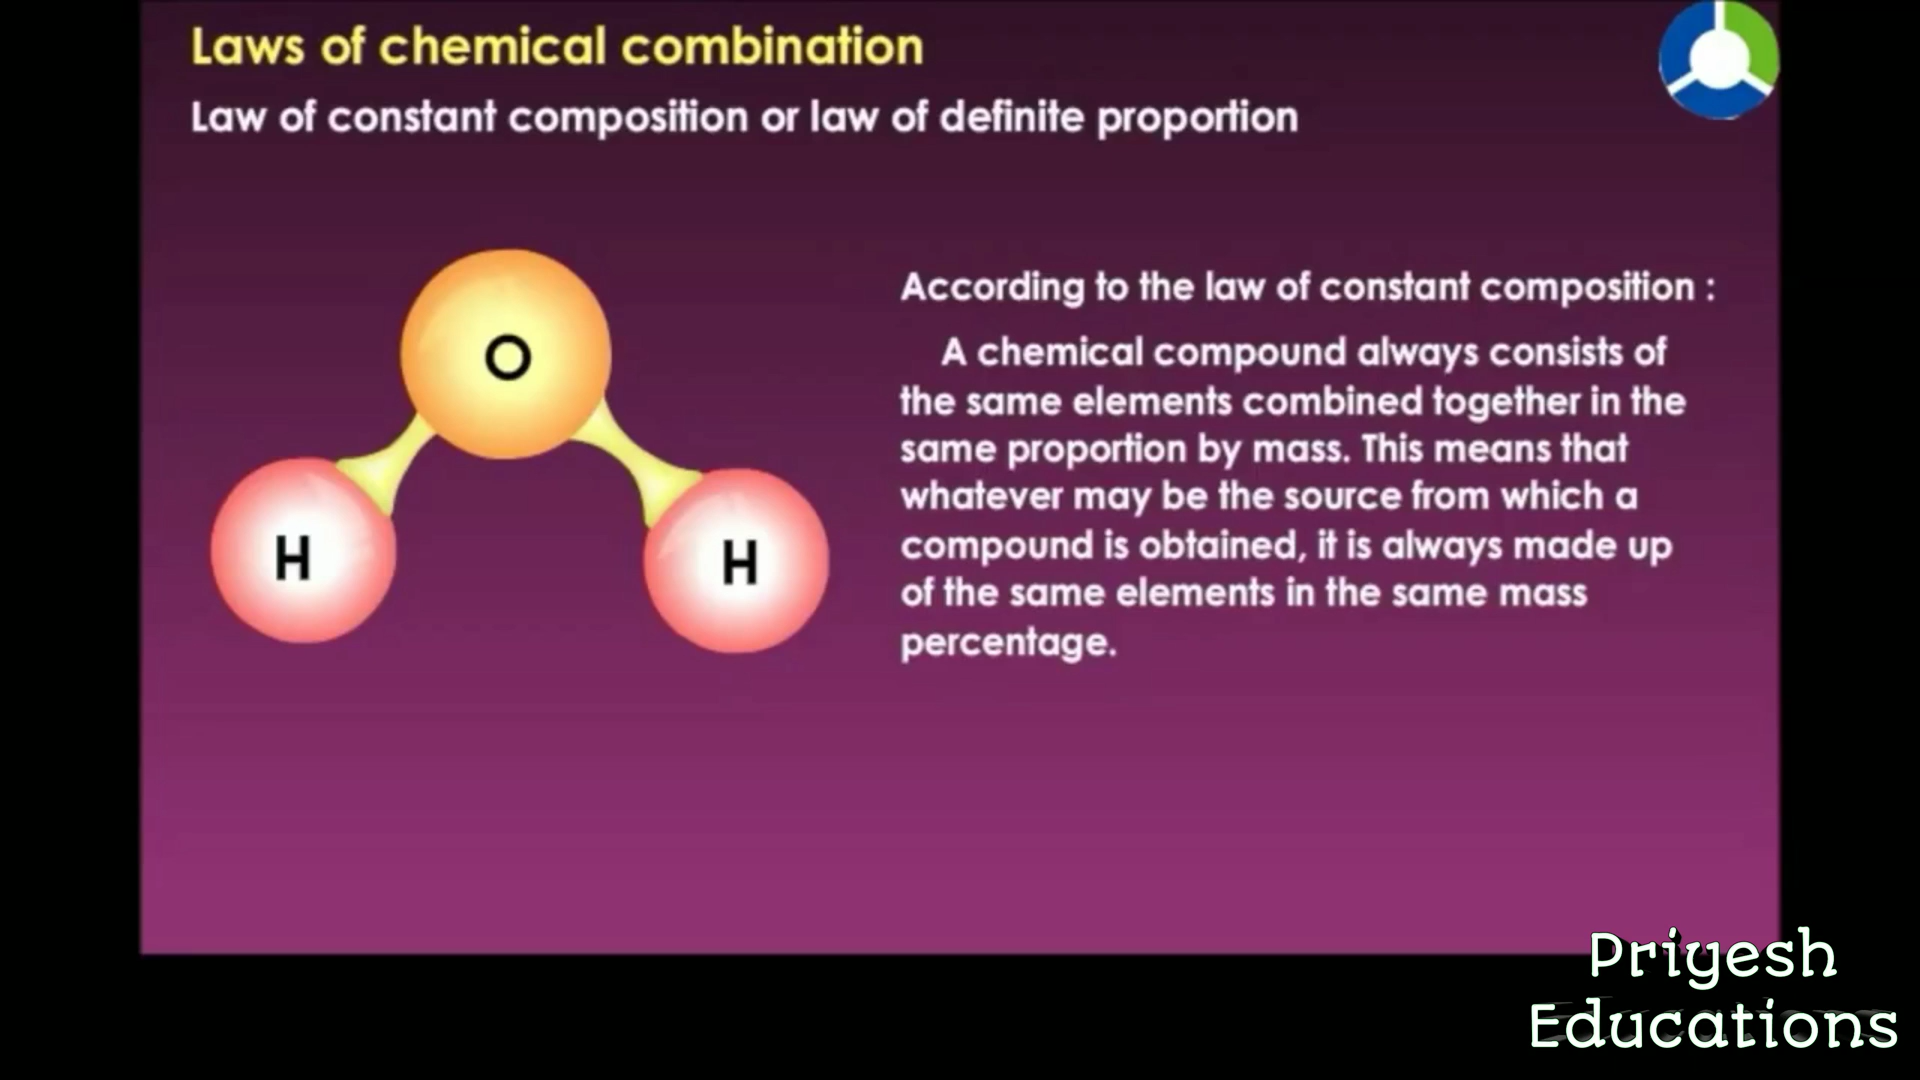 Laws of chemical combination
Law of constant composition or law of definite proportion
O
H
H
According to the law of constant composition :
A chemical compound always consists of
the same elements combined together in the
same proportion by mass. This means that
whatever may be the source from which a
compound is obtained, it is always made up
of the same elements in the same mass
percentage.
Priyesh
Educations